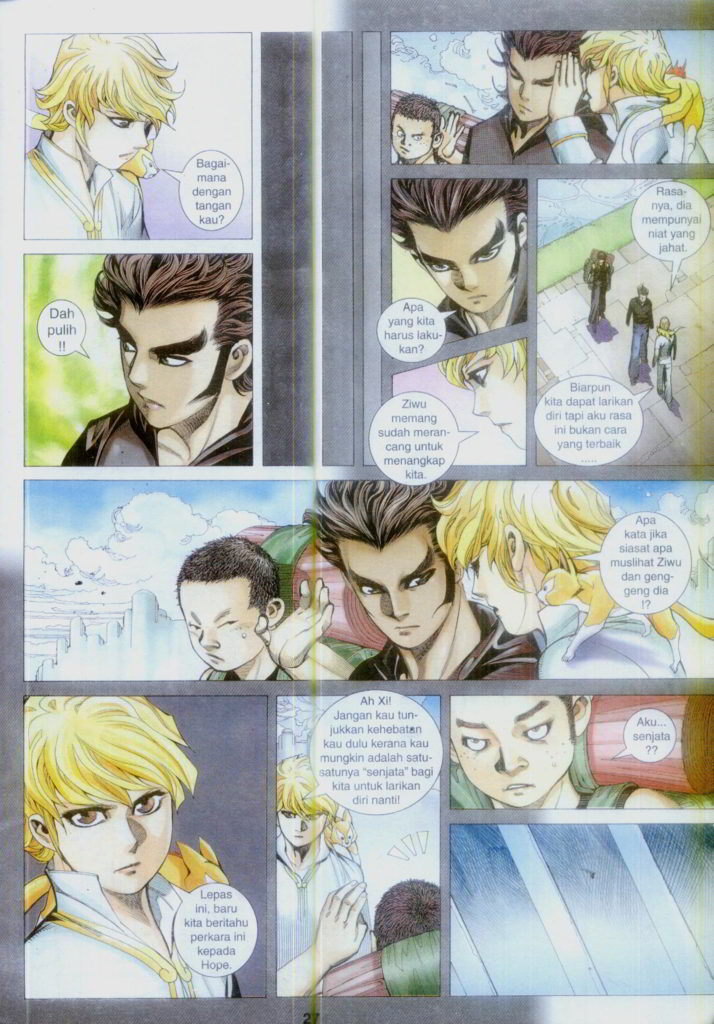 Bagai-
mana
dengan
tangan
kau?
Dah
pulih
!!
Rasa-
nya, dia
mempunyai
niat yang
jahat.
Apa
yang kita
harus laku-
kan?
Biarpun
kita dapat larikan
diri tapi aku rasa
ini bukan cara
yang terbaik
.....
Ziwu
memang
sudah meran-
cang untuk
menangkap
kita.
Apa
kata jika
siasat apa
muslihat Ziwu
dan geng-
geng dia
!?
Lepas
ini, baru
kita beritahu
perkara ini
kepada
Hope.
Ah Xi!
Jangan kau tun-
jukkan kehebatan
kau dulu kerana kau
mungkin adalah satu-
satunya "senjata" bagi
kita untuk larikan
diri nanti!
Aku...
senjata
??
27